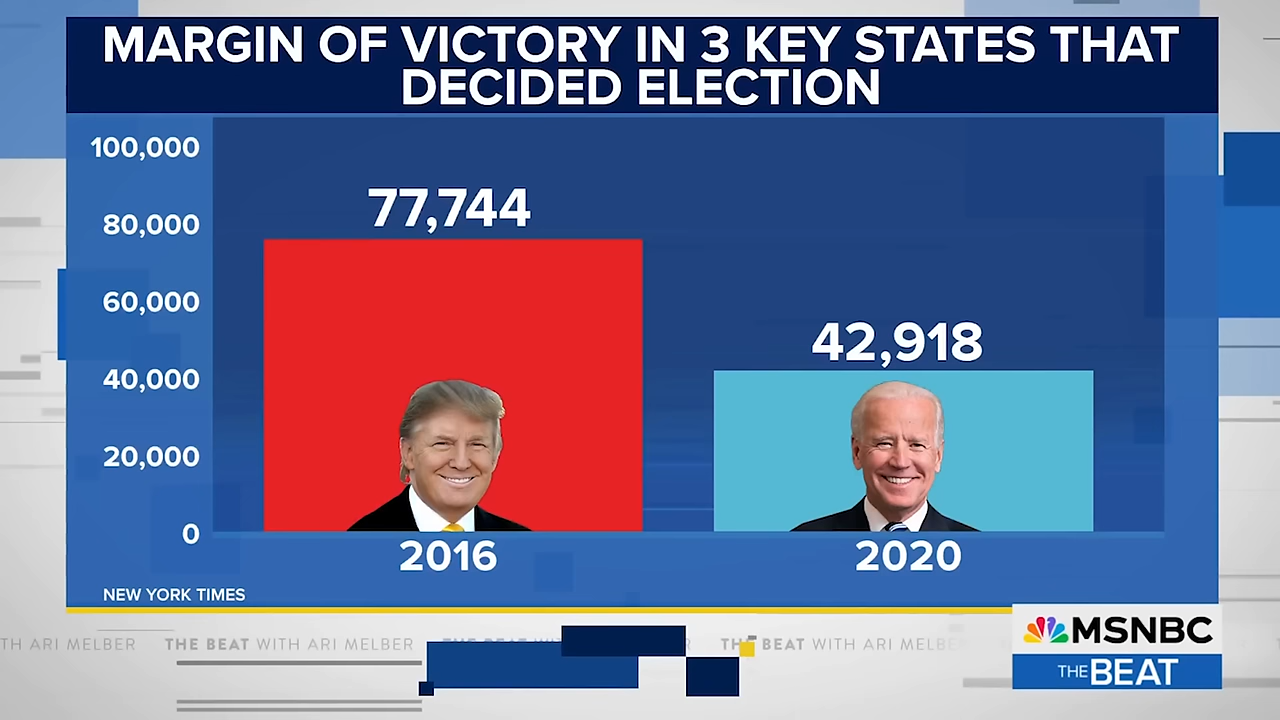 MARGIN OF VICTORY IN 3 KEY STATES THAT
DECIDED ELECTION
100,000
80,000
60,000
40,000
20,000
0
77,744
42,918
2016
2020
NEW YORK TIMES
TH ARI MELBER THE BEAT WITH ARI MELBER THE BEAT WITH ARI
MSNBC
THE BEAT